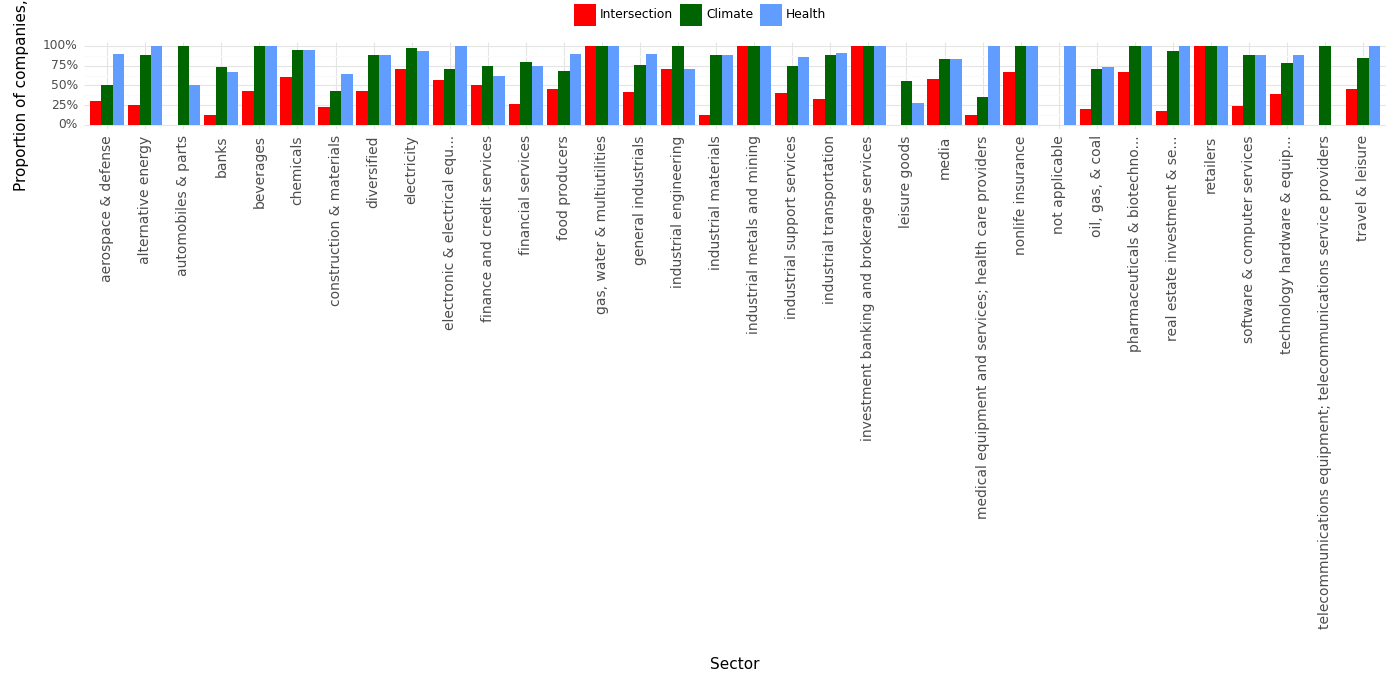 Intersection Climate Health
Proportion of companies,
100%
75%
50%
25%
0%
aerospace & defense
alternative energy
automobiles & parts
banks
beverages
chemicals
construction & materials
diversified
electricity
electronic & electrical equ...
finance and credit services
financial services
food producers
gas, water & multiutilities
general industrials
industrial engineering
industrial materials
industrial metals and mining
industrial support services
industrial transportation
investment banking and brokerage services
leisure goods
media
medical equipment and services; health care providers
nonlife insurance
not applicable
oil, gas, & coal
pharmaceuticals & biotechno...
real estate investment & se...
retailers
software & computer services
technology hardware & equip...
telecommunications equipment; telecommunications service providers
travel & leisure
Sector